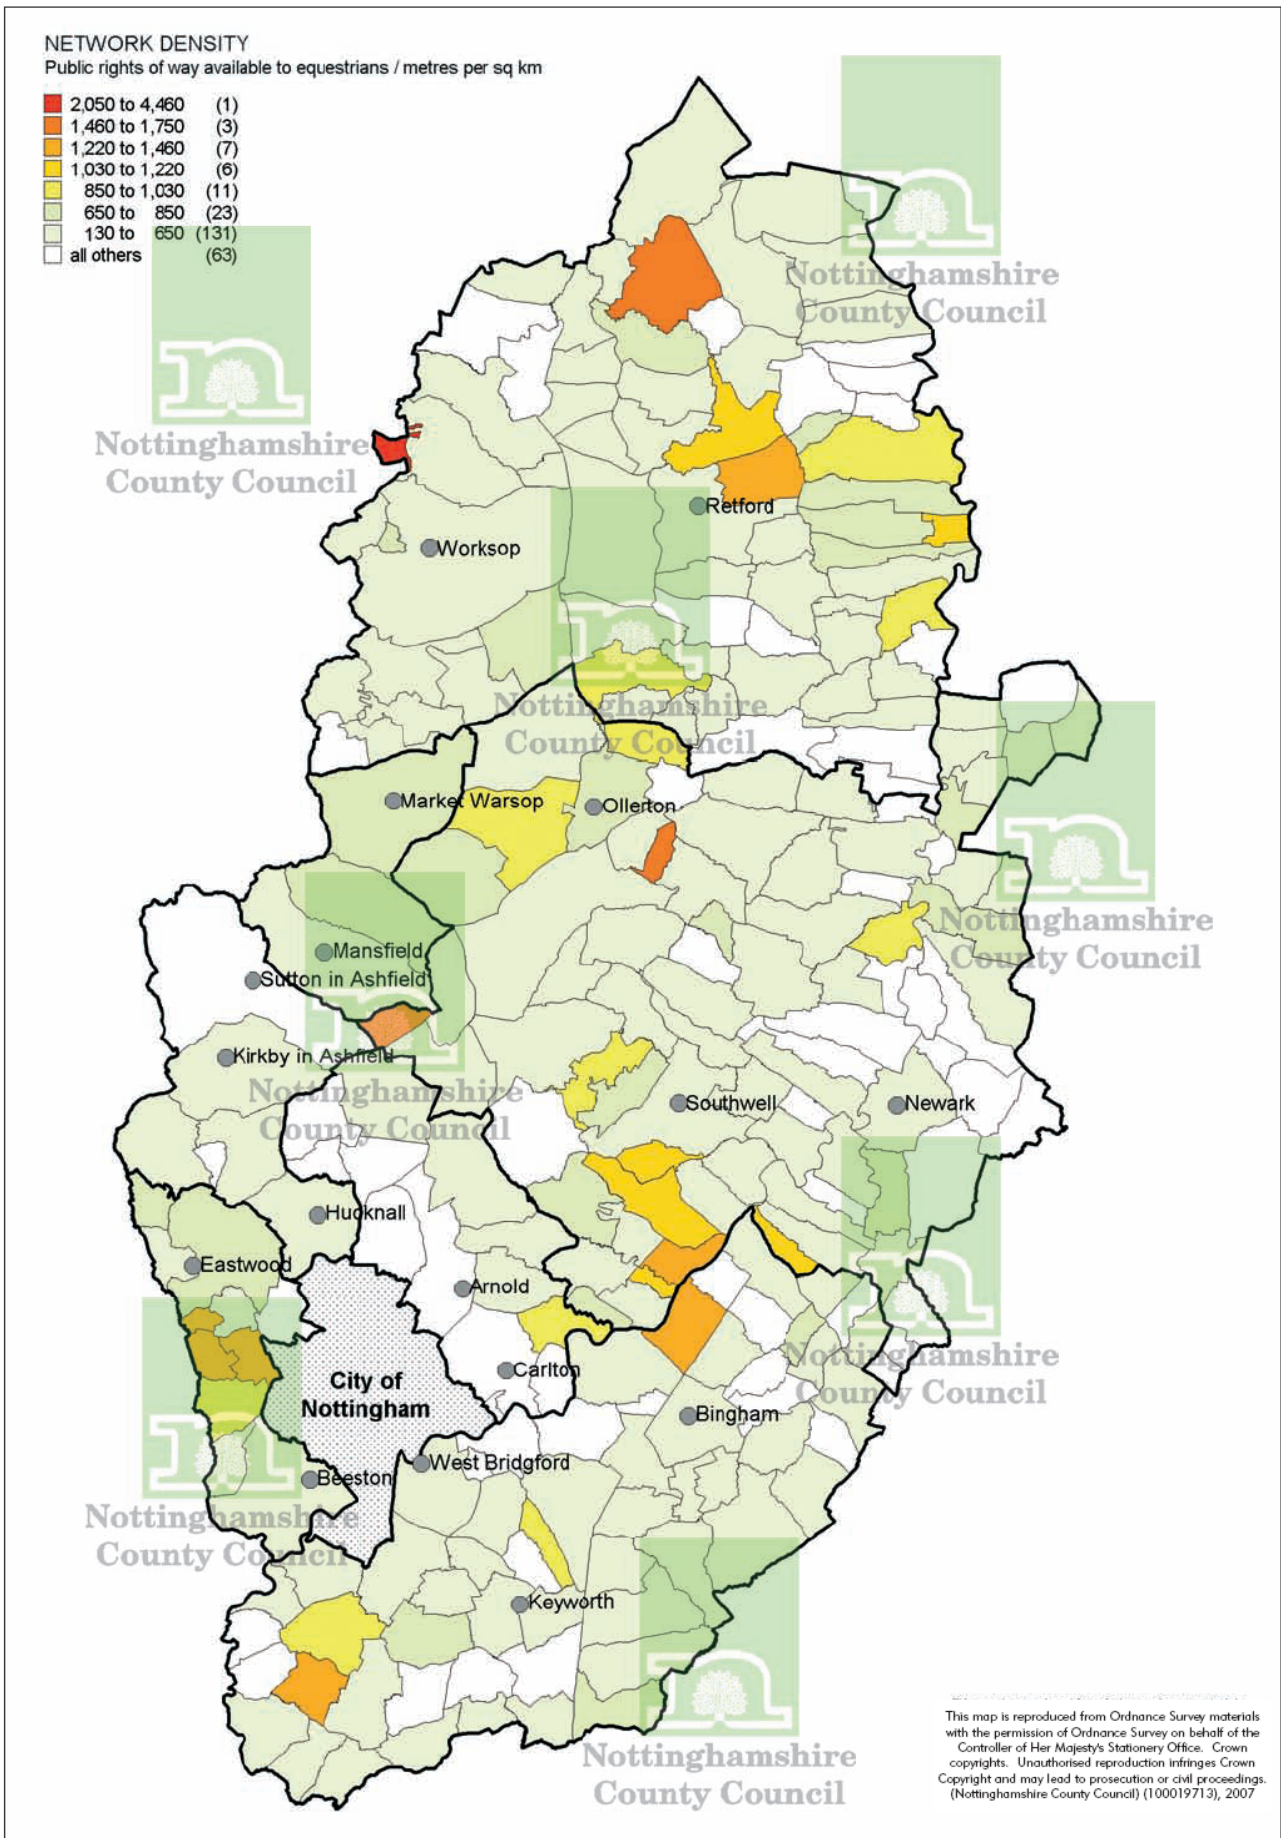 NETWORK DENSITY
Public rights of way available to equestrians / metres per sq km
2,050 to 4,460 (1)
1,460 to 1,750 (3)
1,220 to 1,460 (7)
1,030 to 1,220 (6)
850 to 1,030 (11)
650 to 850 (23)
130 to 650 (131)
all others (63)
Nottinghamshire
County Council
Nottinghamshire
County Council
Retford
Worksop
Nottinghamshire
County Council
Market Warsop
Ollerton
Nottinghamshire
County Council
Mansfield
Sutton in Ashfield
Kirkby in Ashfield
Nottinghamshire
County Council
Southwell
Newark
Hucknall
Eastwood
Arnold
Nottinghamshire
County Council
Carlton
City of
Nottingham
Bingham
West Bridgford
Beeston
Nottinghamshire
County Council
Keyworth
Nottinghamshire
County Council
This map is reproduced from Ordnance Survey materials
with the permission of Ordnance Survey on behalf of the
Controller of Her Majesty's Stationery Office. Crown
copyrights. Unauthorised reproduction infringes Crown
Copyright and may lead to prosecution or civil proceedings.
(Nottinghamshire County Council) (100019713), 2007